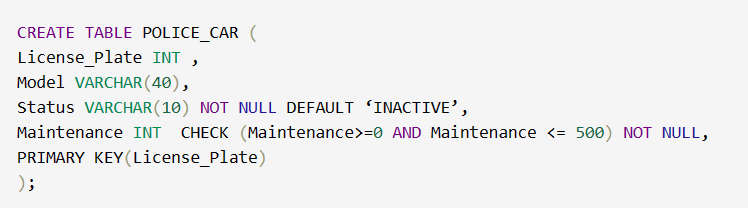 CREATE TABLE POLICE_CAR (
License_Plate INT ,
Model VARCHAR(40),
Status VARCHAR(10) NOT NULL DEFAULT ‘INACTIVE’,
Maintenance INT  CHECK (Maintenance>=0 AND Maintenance <= 500) NOT NULL,
PRIMARY KEY(License_Plate)
);